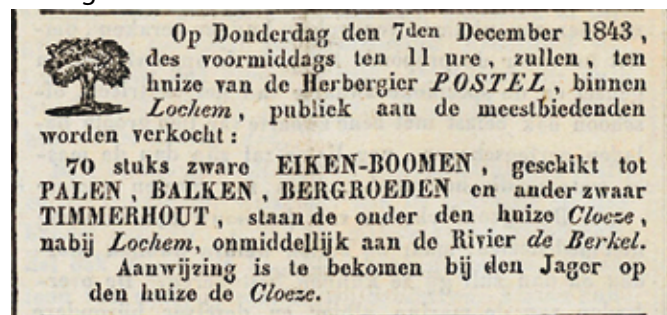 Op Donderdag den 7den December 1843,
des voormiddags ten 11 ure, zullen, ten
huize van de Herbergier POSTEL, binnen
Lochem, publiek aan de meestbiedenden
worden verkocht:
70 stuks zware EIKEN-BOOMEN, geschikt tot
PALEN, BALKEN, BERGROEDEN en ander zwaar
TIMMERHOUT, staande onder den huize Cloeze,
nabij Lochem, onmiddellijk aan de Rivier de Berkel.
Aanwijzing is te bekomen bij den Jager op
den huize de Cloeze.